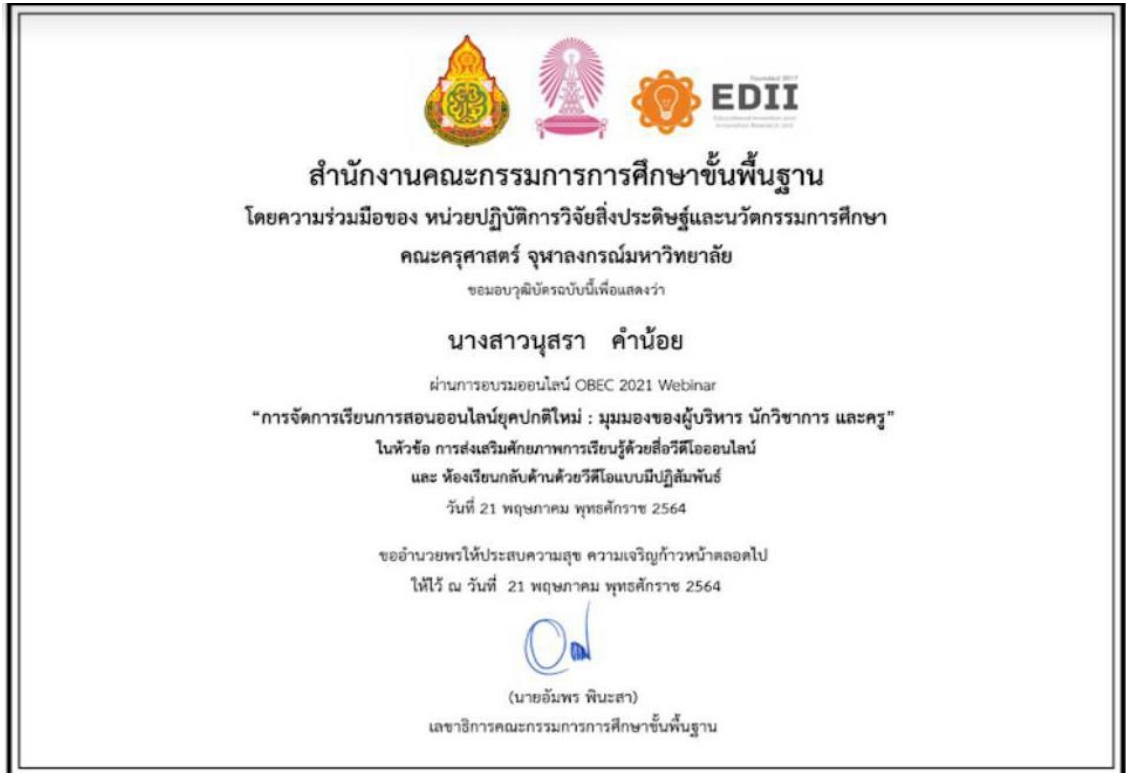 Founded 2017
EDII
Educational Invention and
Innovation Research Unit
สำนักงานคณะกรรมการการศึกษาขั้นพื้นฐาน
โดยความร่วมมือของ หน่วยปฏิบัติการวิจัยสิ่งประดิษฐ์และนวัตกรรมการศึกษา
คณะครุศาสตร์ จุฬาลงกรณ์มหาวิทยาลัย
ขอมอบวุฒิบัตรฉบับนี้เพื่อแสดงว่า
นางสาวนุสรา คำน้อย
ผ่านการอบรมออนไลน์ OBEC 2021 Webinar
“การจัดการเรียนการสอนออนไลน์ยุคปกติใหม่ : มุมมองของผู้บริหาร นักวิชาการ และครู”
ในหัวข้อ การส่งเสริมศักยภาพการเรียนรู้ด้วยสื่อวีดีโอออนไลน์
และ ห้องเรียนกลับด้านด้วยวีดีโอแบบมีปฏิสัมพันธ์
วันที่ 21 พฤษภาคม พุทธศักราช 2564
ขออำนวยพรให้ประสบความสุข ความเจริญก้าวหน้าตลอดไป
ให้ไว้ ณ วันที่ 21 พฤษภาคม พุทธศักราช 2564
(นายอัมพร พินะสา)
เลขาธิการคณะกรรมการการศึกษาขั้นพื้นฐาน